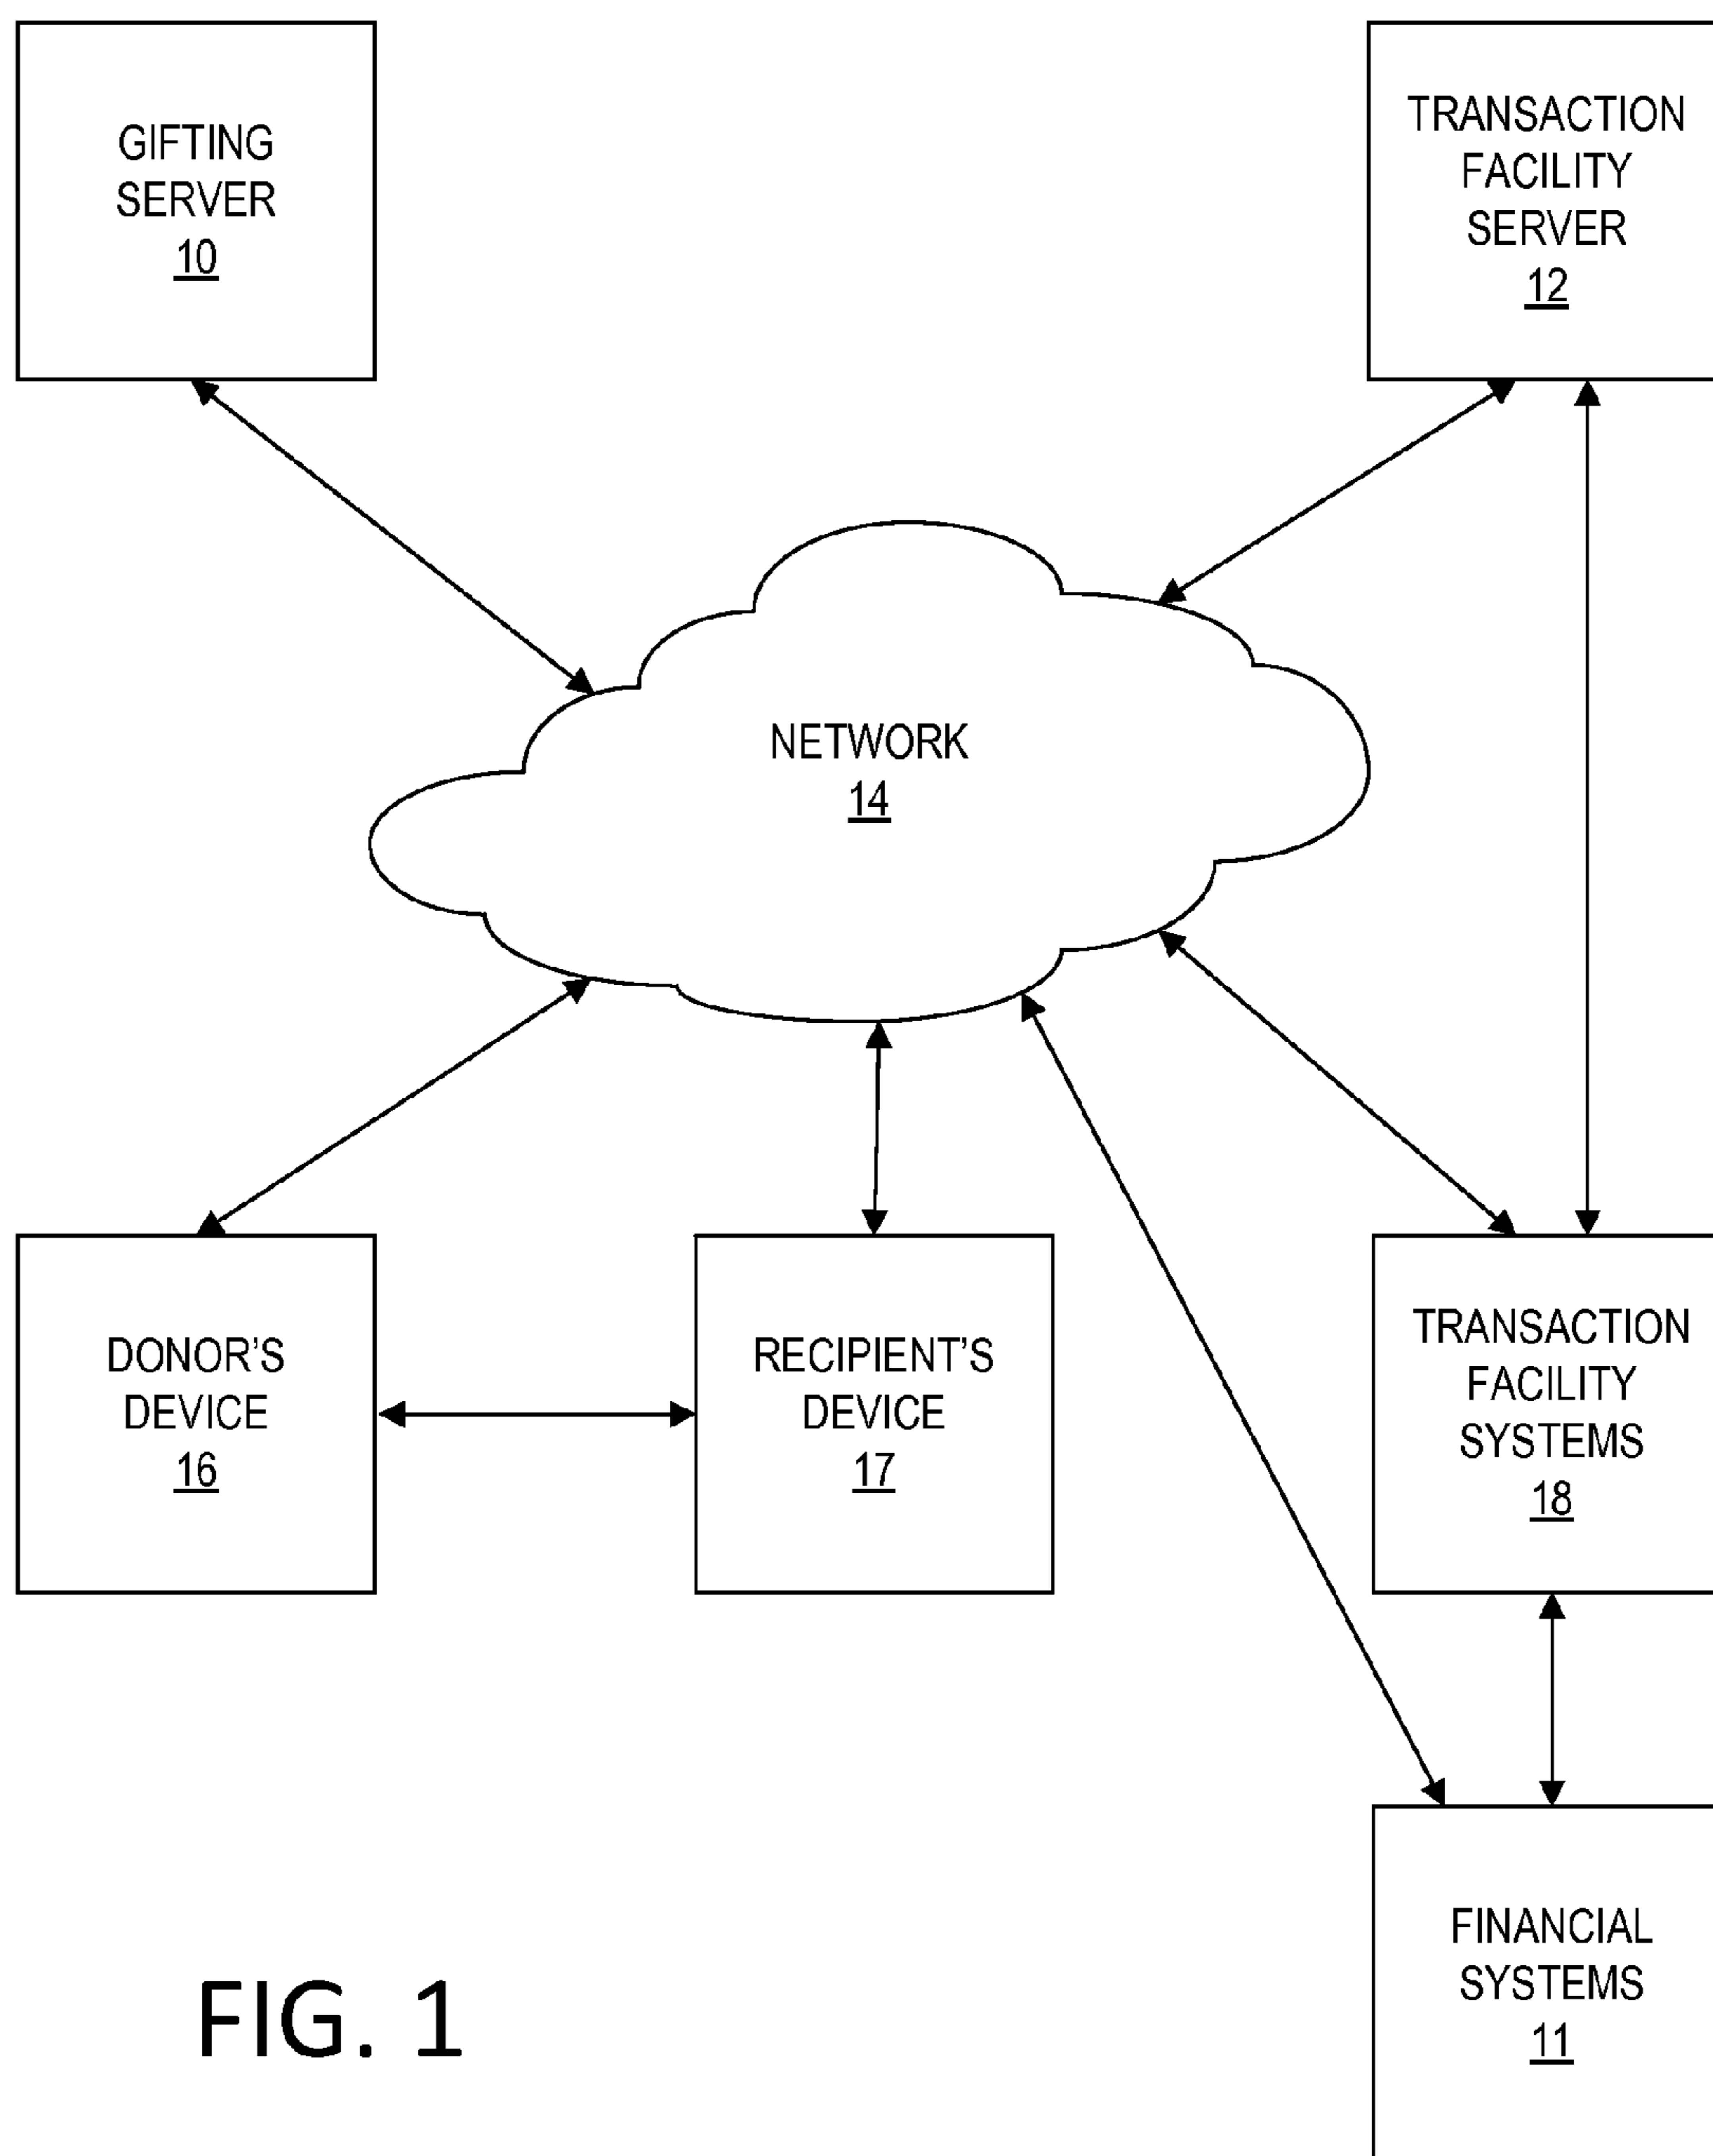 GIFTING
SERVER
10
TRANSACTION
FACILITY
SERVER
12
NETWORK
14
DONOR'S
DEVICE
16
RECIPIENT'S
DEVICE
17
TRANSACTION
FACILITY
SYSTEMS
18
FINANCIAL
SYSTEMS
11
FIG. 1